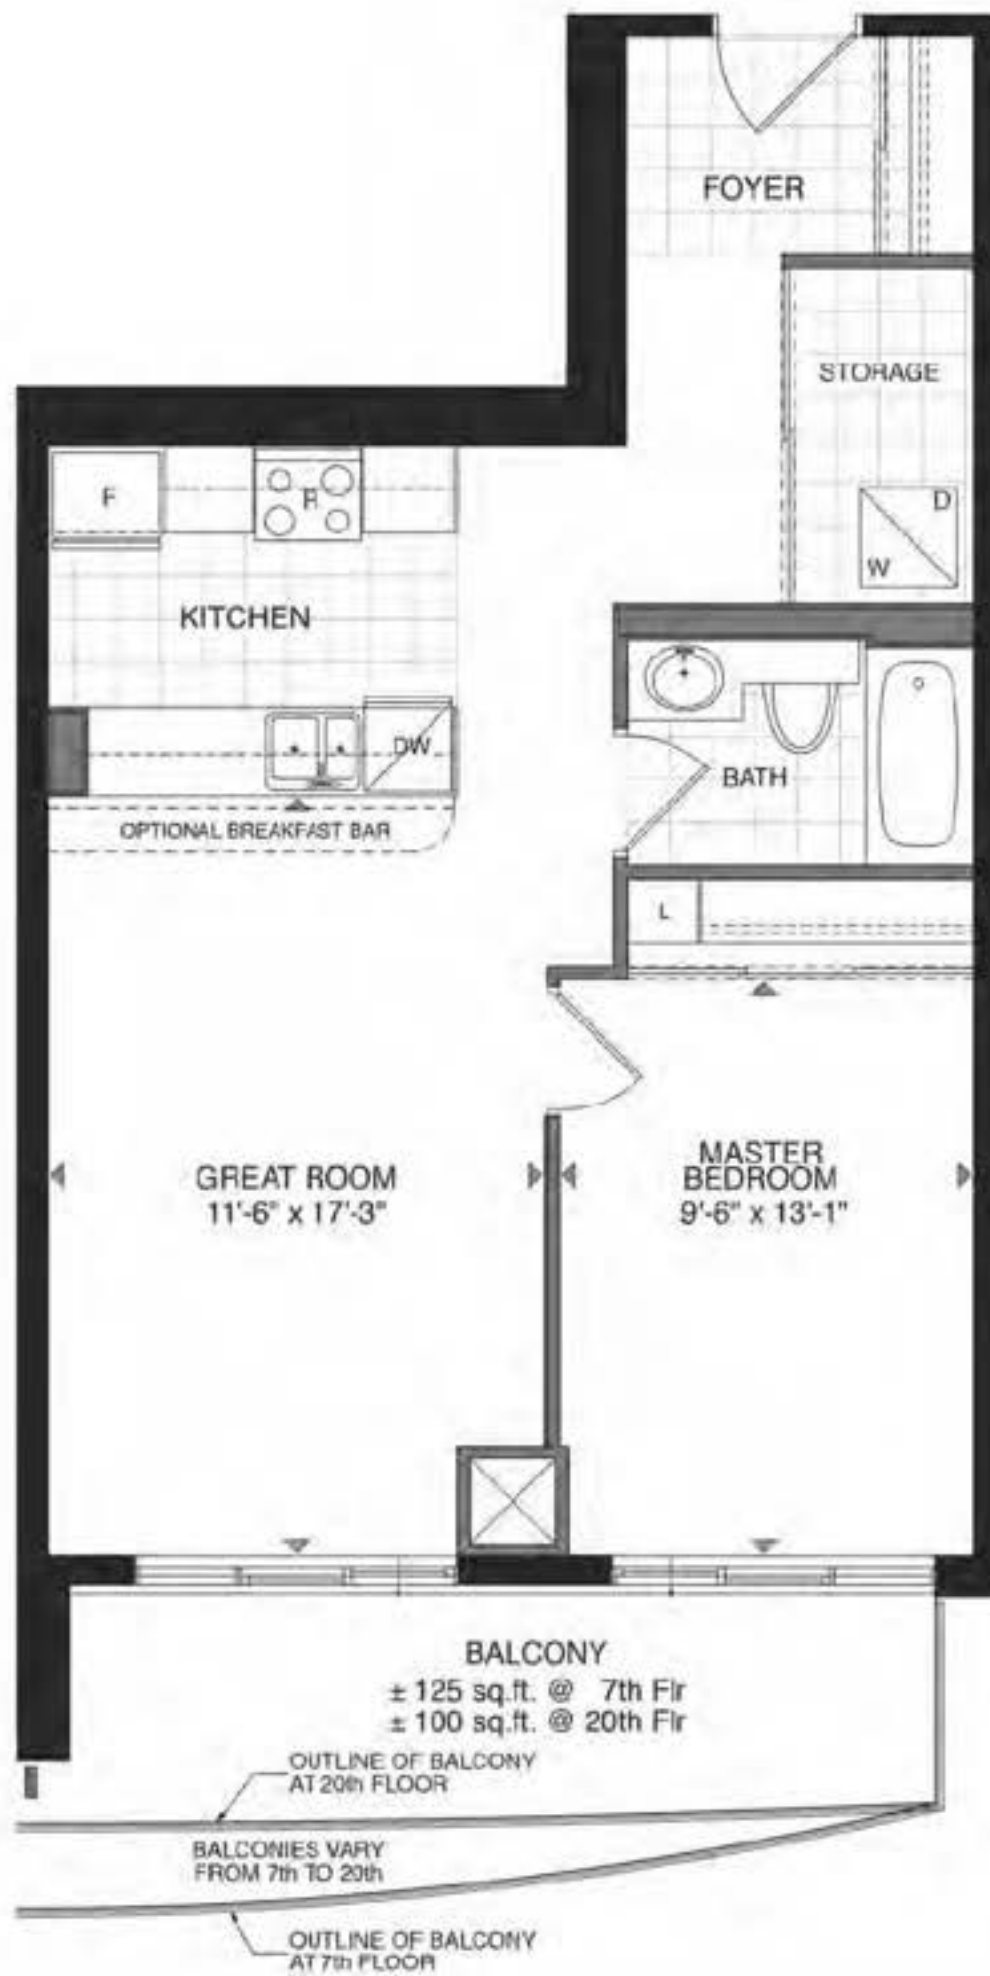 FOYER
STORAGE
F
R
D
W
KITCHEN
DW
BATH
OPTIONAL BREAKFAST BAR
L
MASTER
BEDROOM
9'-6" x 13'-1"
GREAT ROOM
11'-6" x 17'-3"
BALCONY
± 125 sq.ft. @ 7th Flr
± 100 sq.ft. @ 20th Flr
OUTLINE OF BALCONY
AT 20th FLOOR
BALCONIES VARY
FROM 7th TO 20th
OUTLINE OF BALCONY
AT 7th FLOOR